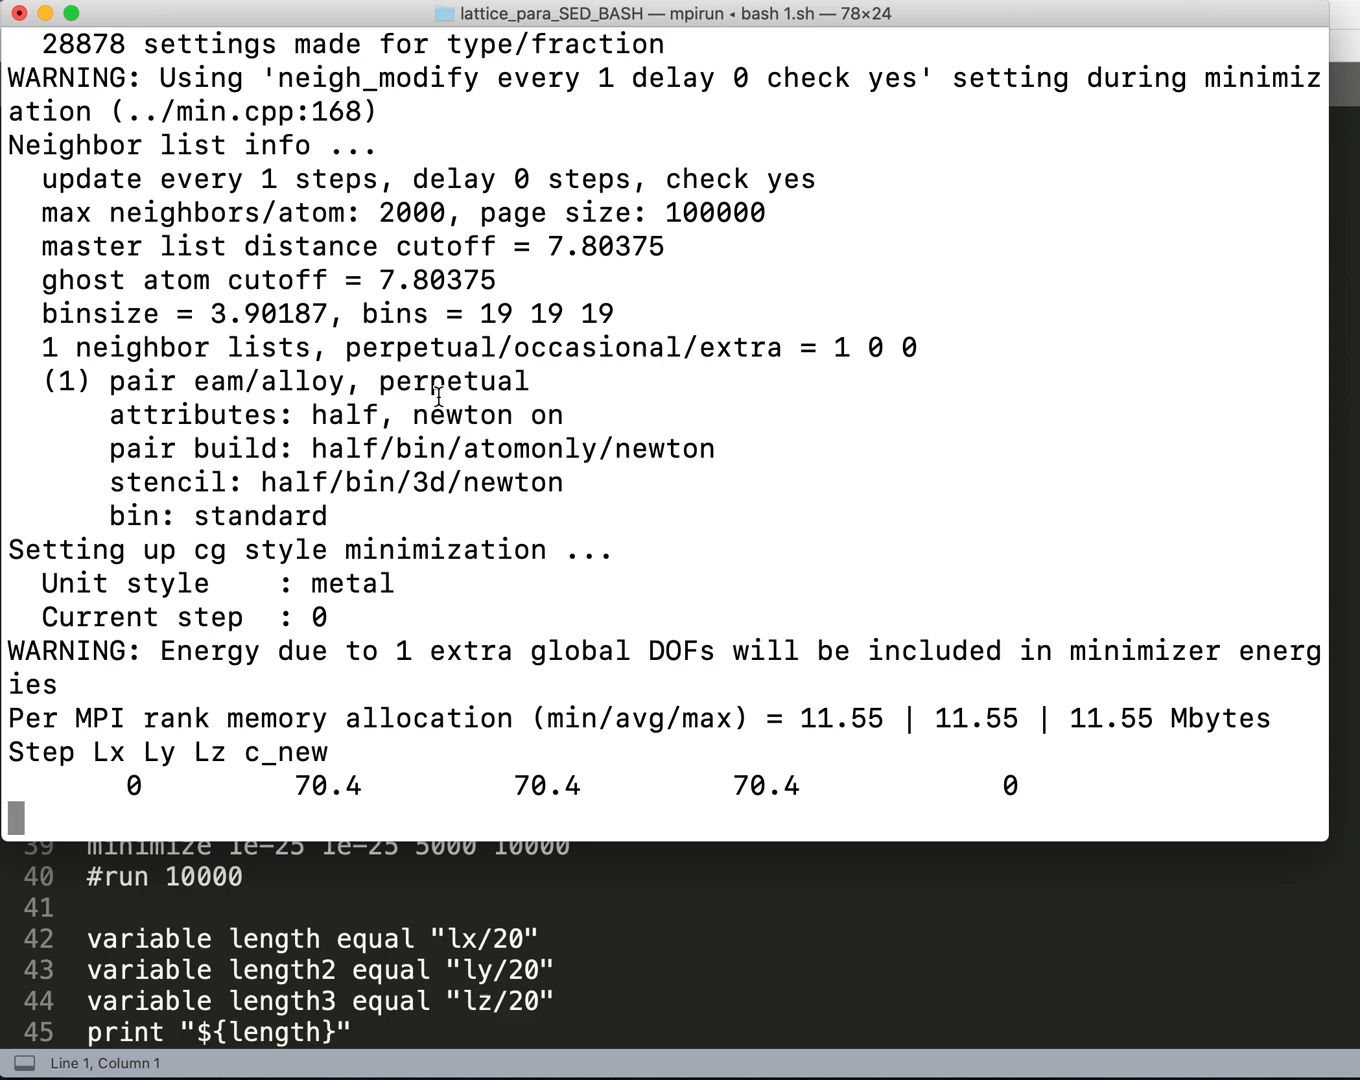 lattice_para_SED_BASH — mpirun ◂ bash 1.sh — 78×24
28878 settings made for type/fraction
WARNING: Using 'neigh_modify every 1 delay 0 check yes' setting during minimiz
ation (../min.cpp:168)
Neighbor list info ...
update every 1 steps, delay 0 steps, check yes
max neighbors/atom: 2000, page size: 100000
master list distance cutoff = 7.80375
ghost atom cutoff = 7.80375
binsize = 3.90187, bins = 19 19 19
1 neighbor lists, perpetual/occasional/extra = 1 0 0
(1) pair eam/alloy, perpetual
attributes: half, newton on
pair build: half/bin/atomonly/newton
stencil: half/bin/3d/newton
bin: standard
Setting up cg style minimization ...
Unit style    : metal
Current step  : 0
WARNING: Energy due to 1 extra global DOFs will be included in minimizer energ
ies
Per MPI rank memory allocation (min/avg/max) = 11.55 | 11.55 | 11.55 Mbytes
Step Lx Ly Lz c_new
0 70.4 70.4 70.4 0
39 minimize 1e-25 1e-25 5000 10000
40 #run 10000
41
42 variable length equal "lx/20"
43 variable length2 equal "ly/20"
44 variable length3 equal "lz/20"
45 print "${length}"
Line 1, Column 1